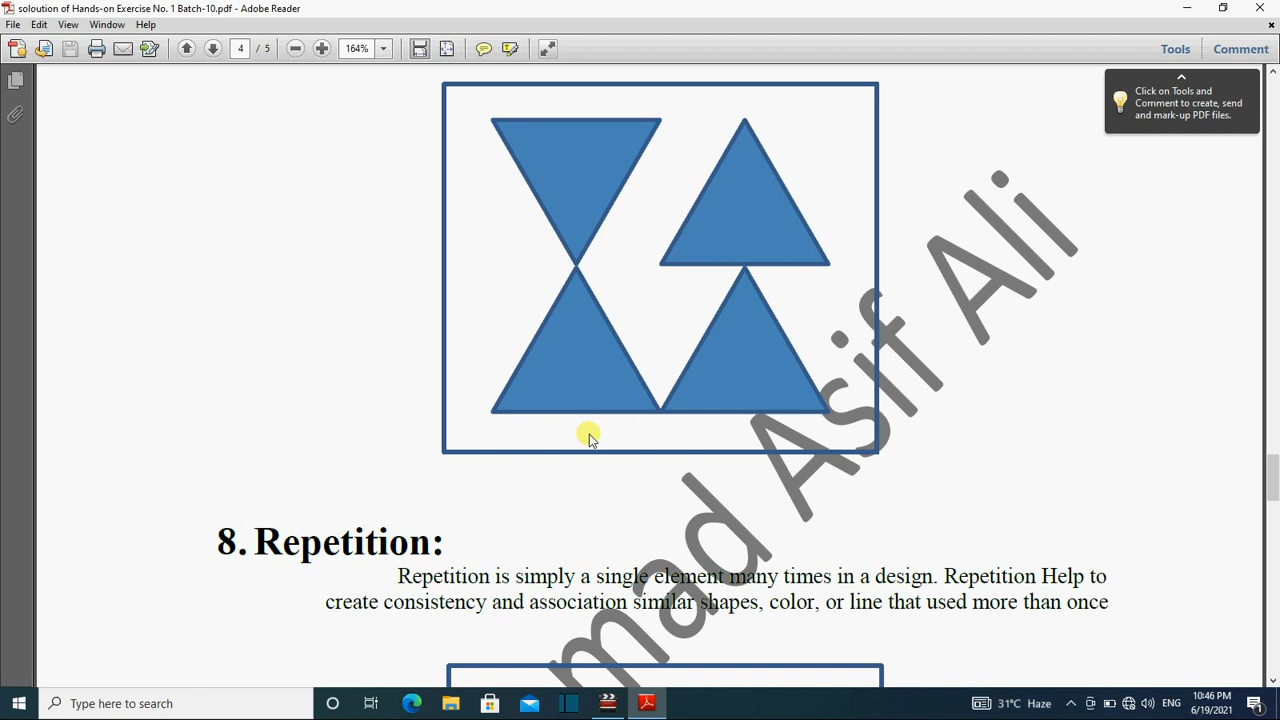 soloution of Hands-on Exercise No. 1 Batch-10.pdf - Adobe Reader
File Edit View Window Help
4 / 5 164% Tools Comment
Click on Tools and
Comment to create, send
and mark-up PDF files.
mad Asif Ali
8. Repetition:
Repetition is simply a single element many times in a design. Repetition Help to
create consistency and association similar shapes, color, or line that used more than once
Type here to search
31°C Haze ENG
10:46 PM
6/19/2021
1